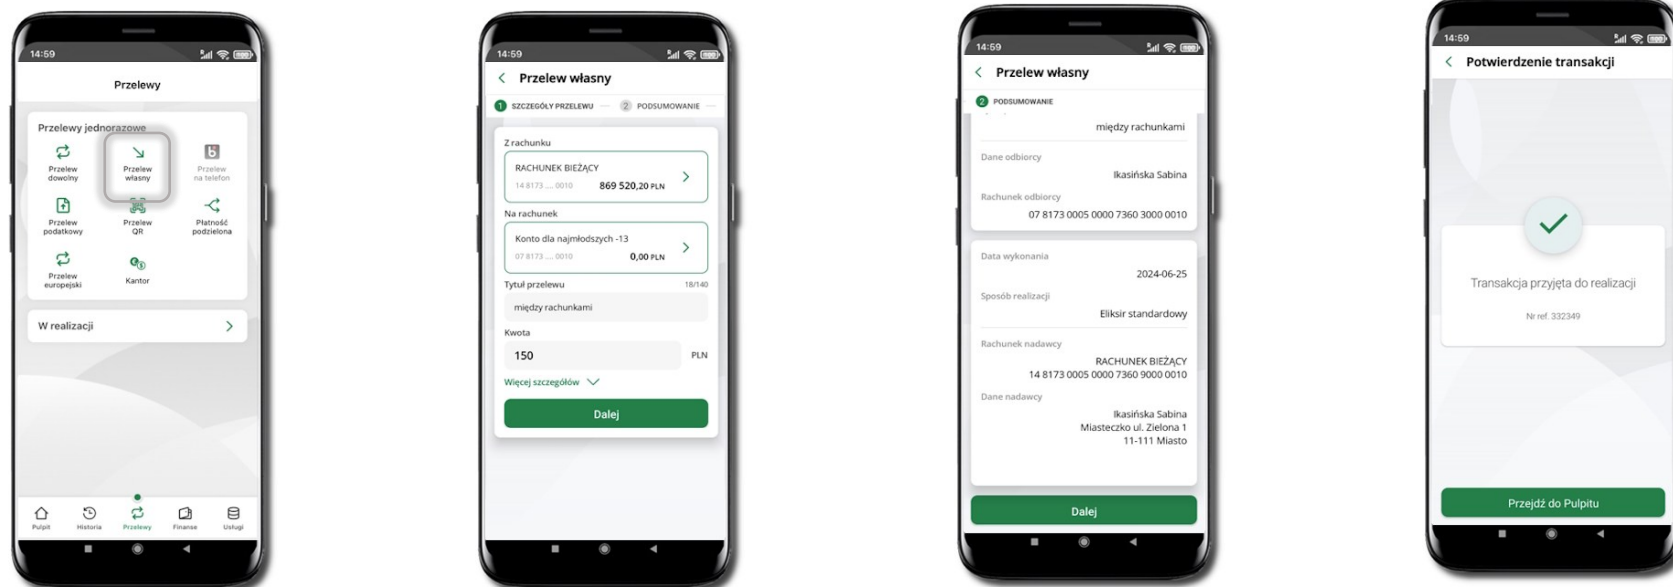 14:59
Przelewy
Przelewy jednorazowe
Przelew dowolny
Przelew własny
Przelew na telefon
Przelew podatkowy
Przelew QR
Płatność podzielona
Przelew europejski
Kantor
W realizacji
Pulpit
Historia
Przelewy
Finanse
Usługi
14:59
Przelew własny
1 SZCZEGÓŁY PRZELEWU
2 PODSUMOWANIE
Z rachunku
RACHUNEK BIEŻĄCY
14 8173 .... 0010 869 520,20 PLN
Na rachunek
Konto dla najmłodszych -13
07 8173 .... 0010 0,00 PLN
Tytuł przelewu 18/140
między rachunkami
Kwota
150 PLN
Więcej szczegółów
Dalej
14:59
Przelew własny
2 PODSUMOWANIE
między rachunkami
Dane odbiorcy
Ikasińska Sabina
Rachunek odbiorcy
07 8173 0005 0000 7360 3000 0010
Data wykonania
2024-06-25
Sposób realizacji
Eliksir standardowy
Rachunek nadawcy
RACHUNEK BIEŻĄCY
14 8173 0005 0000 7360 9000 0010
Dane nadawcy
Ikasińska Sabina
Miasteczko ul. Zielona 1
11-111 Miasto
Dalej
14:59
Potwierdzenie transakcji
Transakcja przyjęta do realizacji
Nr ref. 332349
Przejdź do Pulpitu